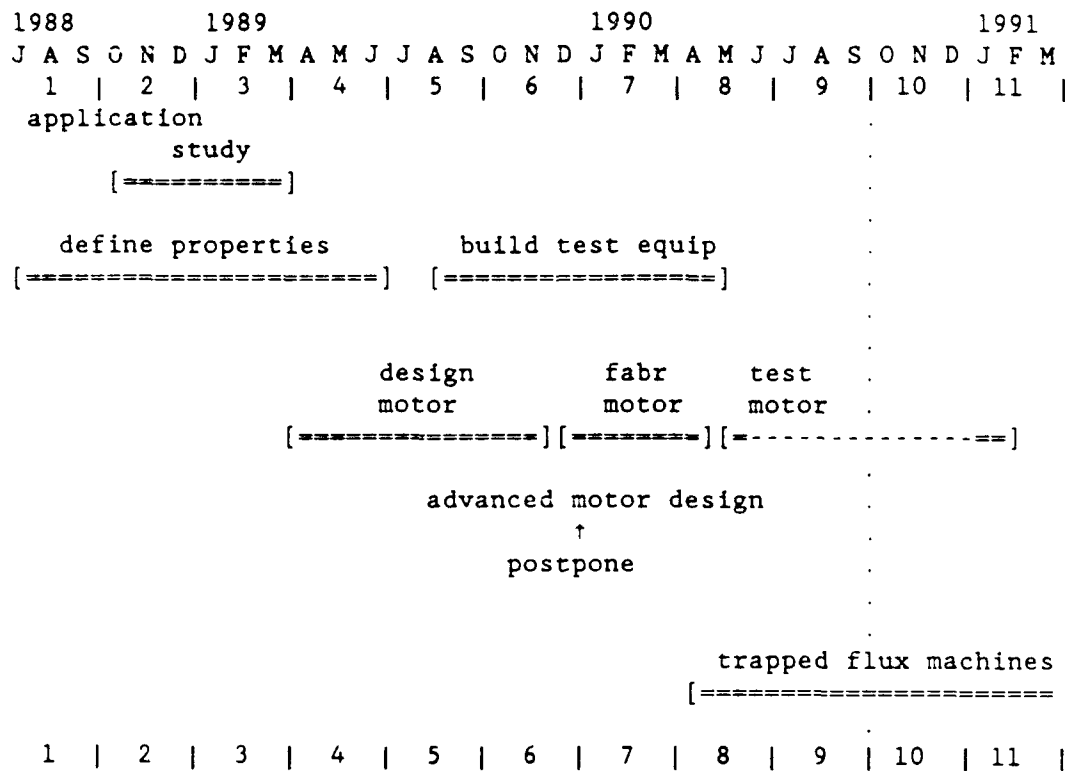 1988 1989 1990 1991
J A S O N D J F M A M J J A S O N D J F M A M J J A S O N D J F M
1 | 2 | 3 | 4 | 5 | 6 | 7 | 8 | 9 | 10 | 11 |
application
study
[==========]
define properties build test equip
[======================] [=================]
design fabr test
motor motor motor
[===============][========][=---------------==]
advanced motor design
↑
postpone
trapped flux machines
[======================
1 | 2 | 3 | 4 | 5 | 6 | 7 | 8 | 9 | 10 | 11 |